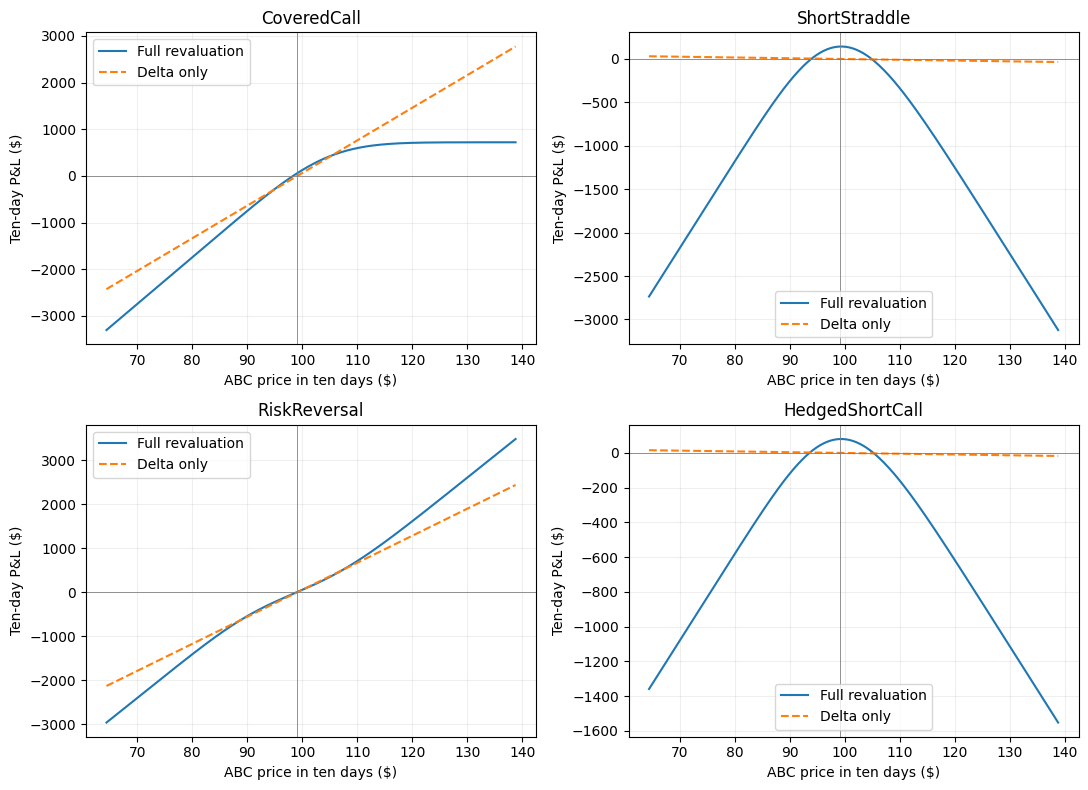 CoveredCall
Full revaluation
Delta only
3000
2000
1000
0
−1000
−2000
−3000
Ten-day P&L ($)
70 80 90 100 110 120 130 140
ABC price in ten days ($)
ShortStraddle
0
−500
−1000
−1500
−2000
−2500
−3000
Ten-day P&L ($)
Full revaluation
Delta only
70 80 90 100 110 120 130 140
ABC price in ten days ($)
RiskReversal
Full revaluation
Delta only
3000
2000
1000
0
−1000
−2000
−3000
Ten-day P&L ($)
70 80 90 100 110 120 130 140
ABC price in ten days ($)
HedgedShortCall
0
−200
−400
−600
−800
−1000
−1200
−1400
−1600
Ten-day P&L ($)
Full revaluation
Delta only
70 80 90 100 110 120 130 140
ABC price in ten days ($)